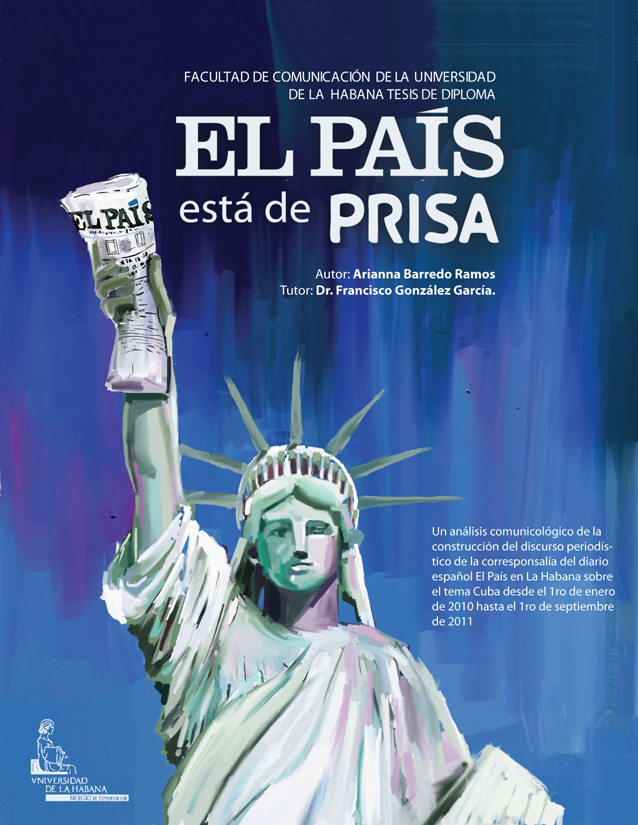 FACULTAD DE COMUNICACIÓN DE LA UNIVERSIDAD
DE LA HABANA TESIS DE DIPLOMA
EL PAÍS
está de PRISA
EL PAÍS
Autor: Arianna Barredo Ramos
Tutor: Dr. Francisco González García.
Un análisis comunicológico de la
construcción del discurso periodís-
tico de la corresponsalía del diario
español El País en La Habana sobre
el tema Cuba desde el 1ro de enero
de 2010 hasta el 1ro de septiembre
de 2011
VNIVERSIDAD
DE LA HABANA
FACULTAD DE COMUNICACIÓN